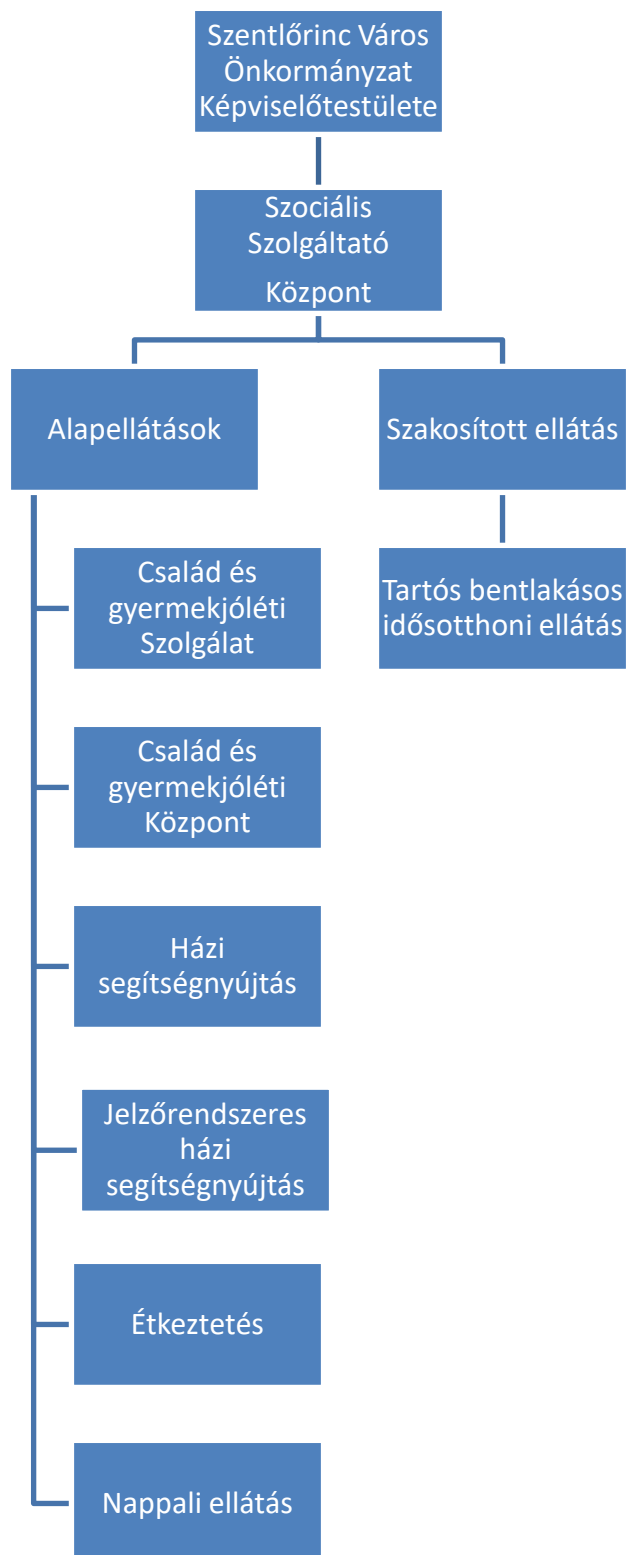 Szentlőrinc Város
Önkormányzat
Képviselőtestülete
Szociális
Szolgáltató
Központ
Alapellátások
Szakosított ellátás
Család és
gyermekjóléti
Szolgálat
Tartós bentlakásos
idősotthoni ellátás
Család és
gyermekjóléti
Központ
Házi
segítségnyújtás
Jelzőrendszeres
házi
segítségnyújtás
Étkeztetés
Nappali ellátás